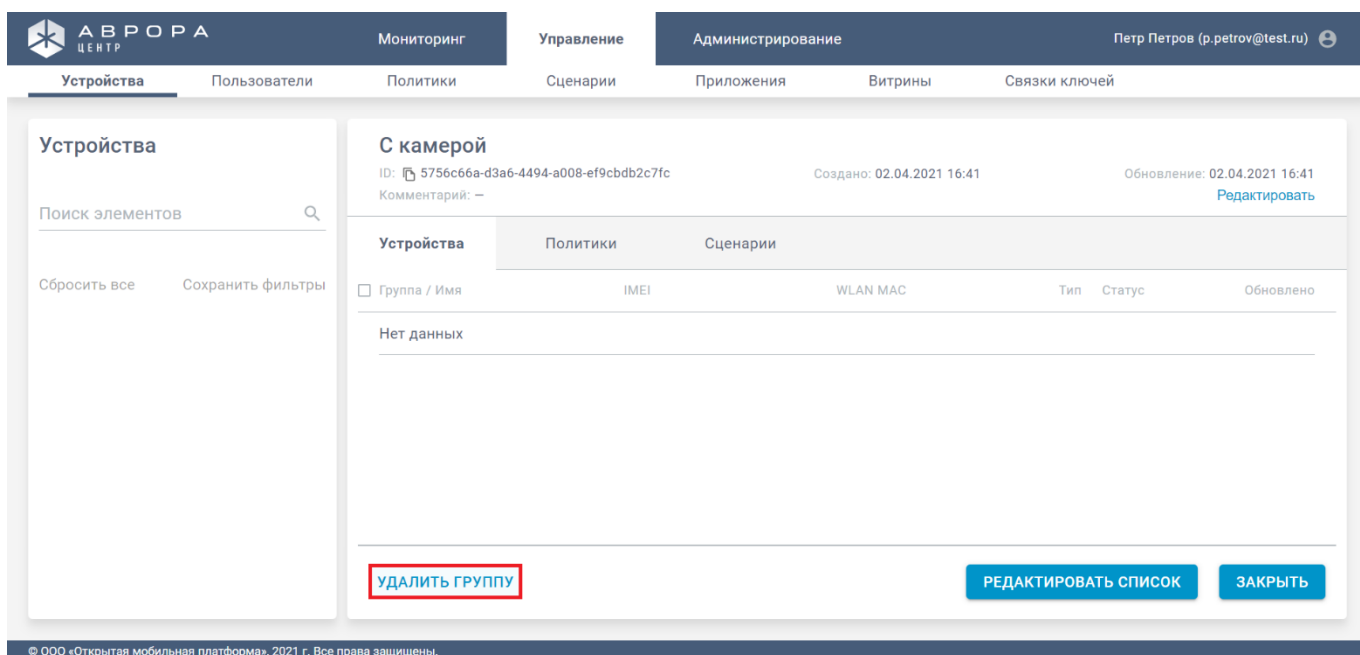 АВРОРА
ЦЕНТР
Мониторинг Управление Администрирование Петр Петров (p.petrov@test.ru)
Устройства Пользователи Политики Сценарии Приложения Витрины Связки ключей
Устройства
Поиск элементов
Сбросить все Сохранить фильтры
С камерой
ID: 5756c66a-d3a6-4494-a008-ef9cbdb2c7fc Создано: 02.04.2021 16:41 Обновление: 02.04.2021 16:41
Комментарий: — Редактировать
Устройства Политики Сценарии
Группа / Имя IMEI WLAN MAC Тип Статус Обновлено
Нет данных
УДАЛИТЬ ГРУППУ РЕДАКТИРОВАТЬ СПИСОК ЗАКРЫТЬ
© ООО «Открытая мобильная платформа», 2021 г. Все права защищены.